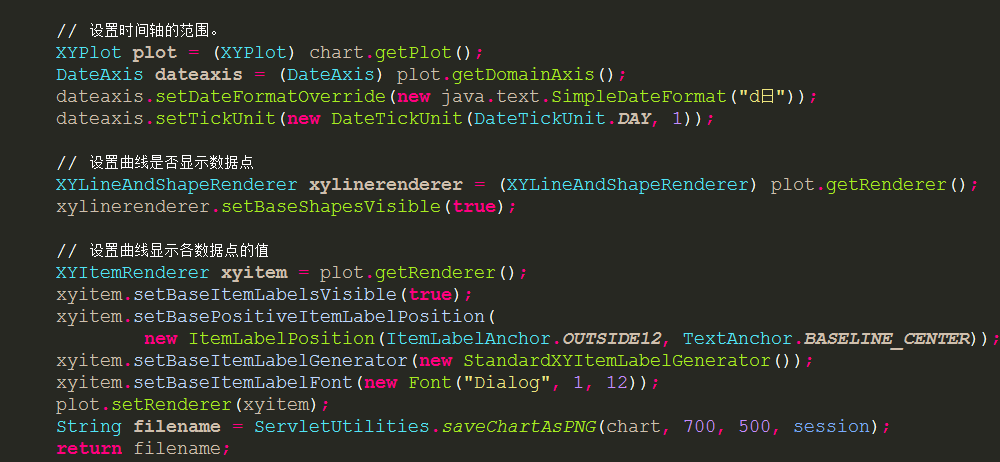 // 设置时间轴的范围。
XYPlot plot = (XYPlot) chart.getPlot();
DateAxis dateaxis = (DateAxis) plot.getDomainAxis();
dateaxis.setDateFormatOverride(new java.text.SimpleDateFormat("d日"));
dateaxis.setTickUnit(new DateTickUnit(DateTickUnit.DAY, 1));
// 设置曲线是否显示数据点
XYLineAndShapeRenderer xylinerenderer = (XYLineAndShapeRenderer) plot.getRenderer();
xylinerenderer.setBaseShapesVisible(true);
// 设置曲线显示各数据点的值
XYItemRenderer xyitem = plot.getRenderer();
xyitem.setBaseItemLabelsVisible(true);
xyitem.setBasePositiveItemLabelPosition(
new ItemLabelPosition(ItemLabelAnchor.OUTSIDE12, TextAnchor.BASELINE_CENTER));
xyitem.setBaseItemLabelGenerator(new StandardXYItemLabelGenerator());
xyitem.setBaseItemLabelFont(new Font("Dialog", 1, 12));
plot.setRenderer(xyitem);
String filename = ServletUtilities.saveChartAsPNG(chart, 700, 500, session);
return filename;